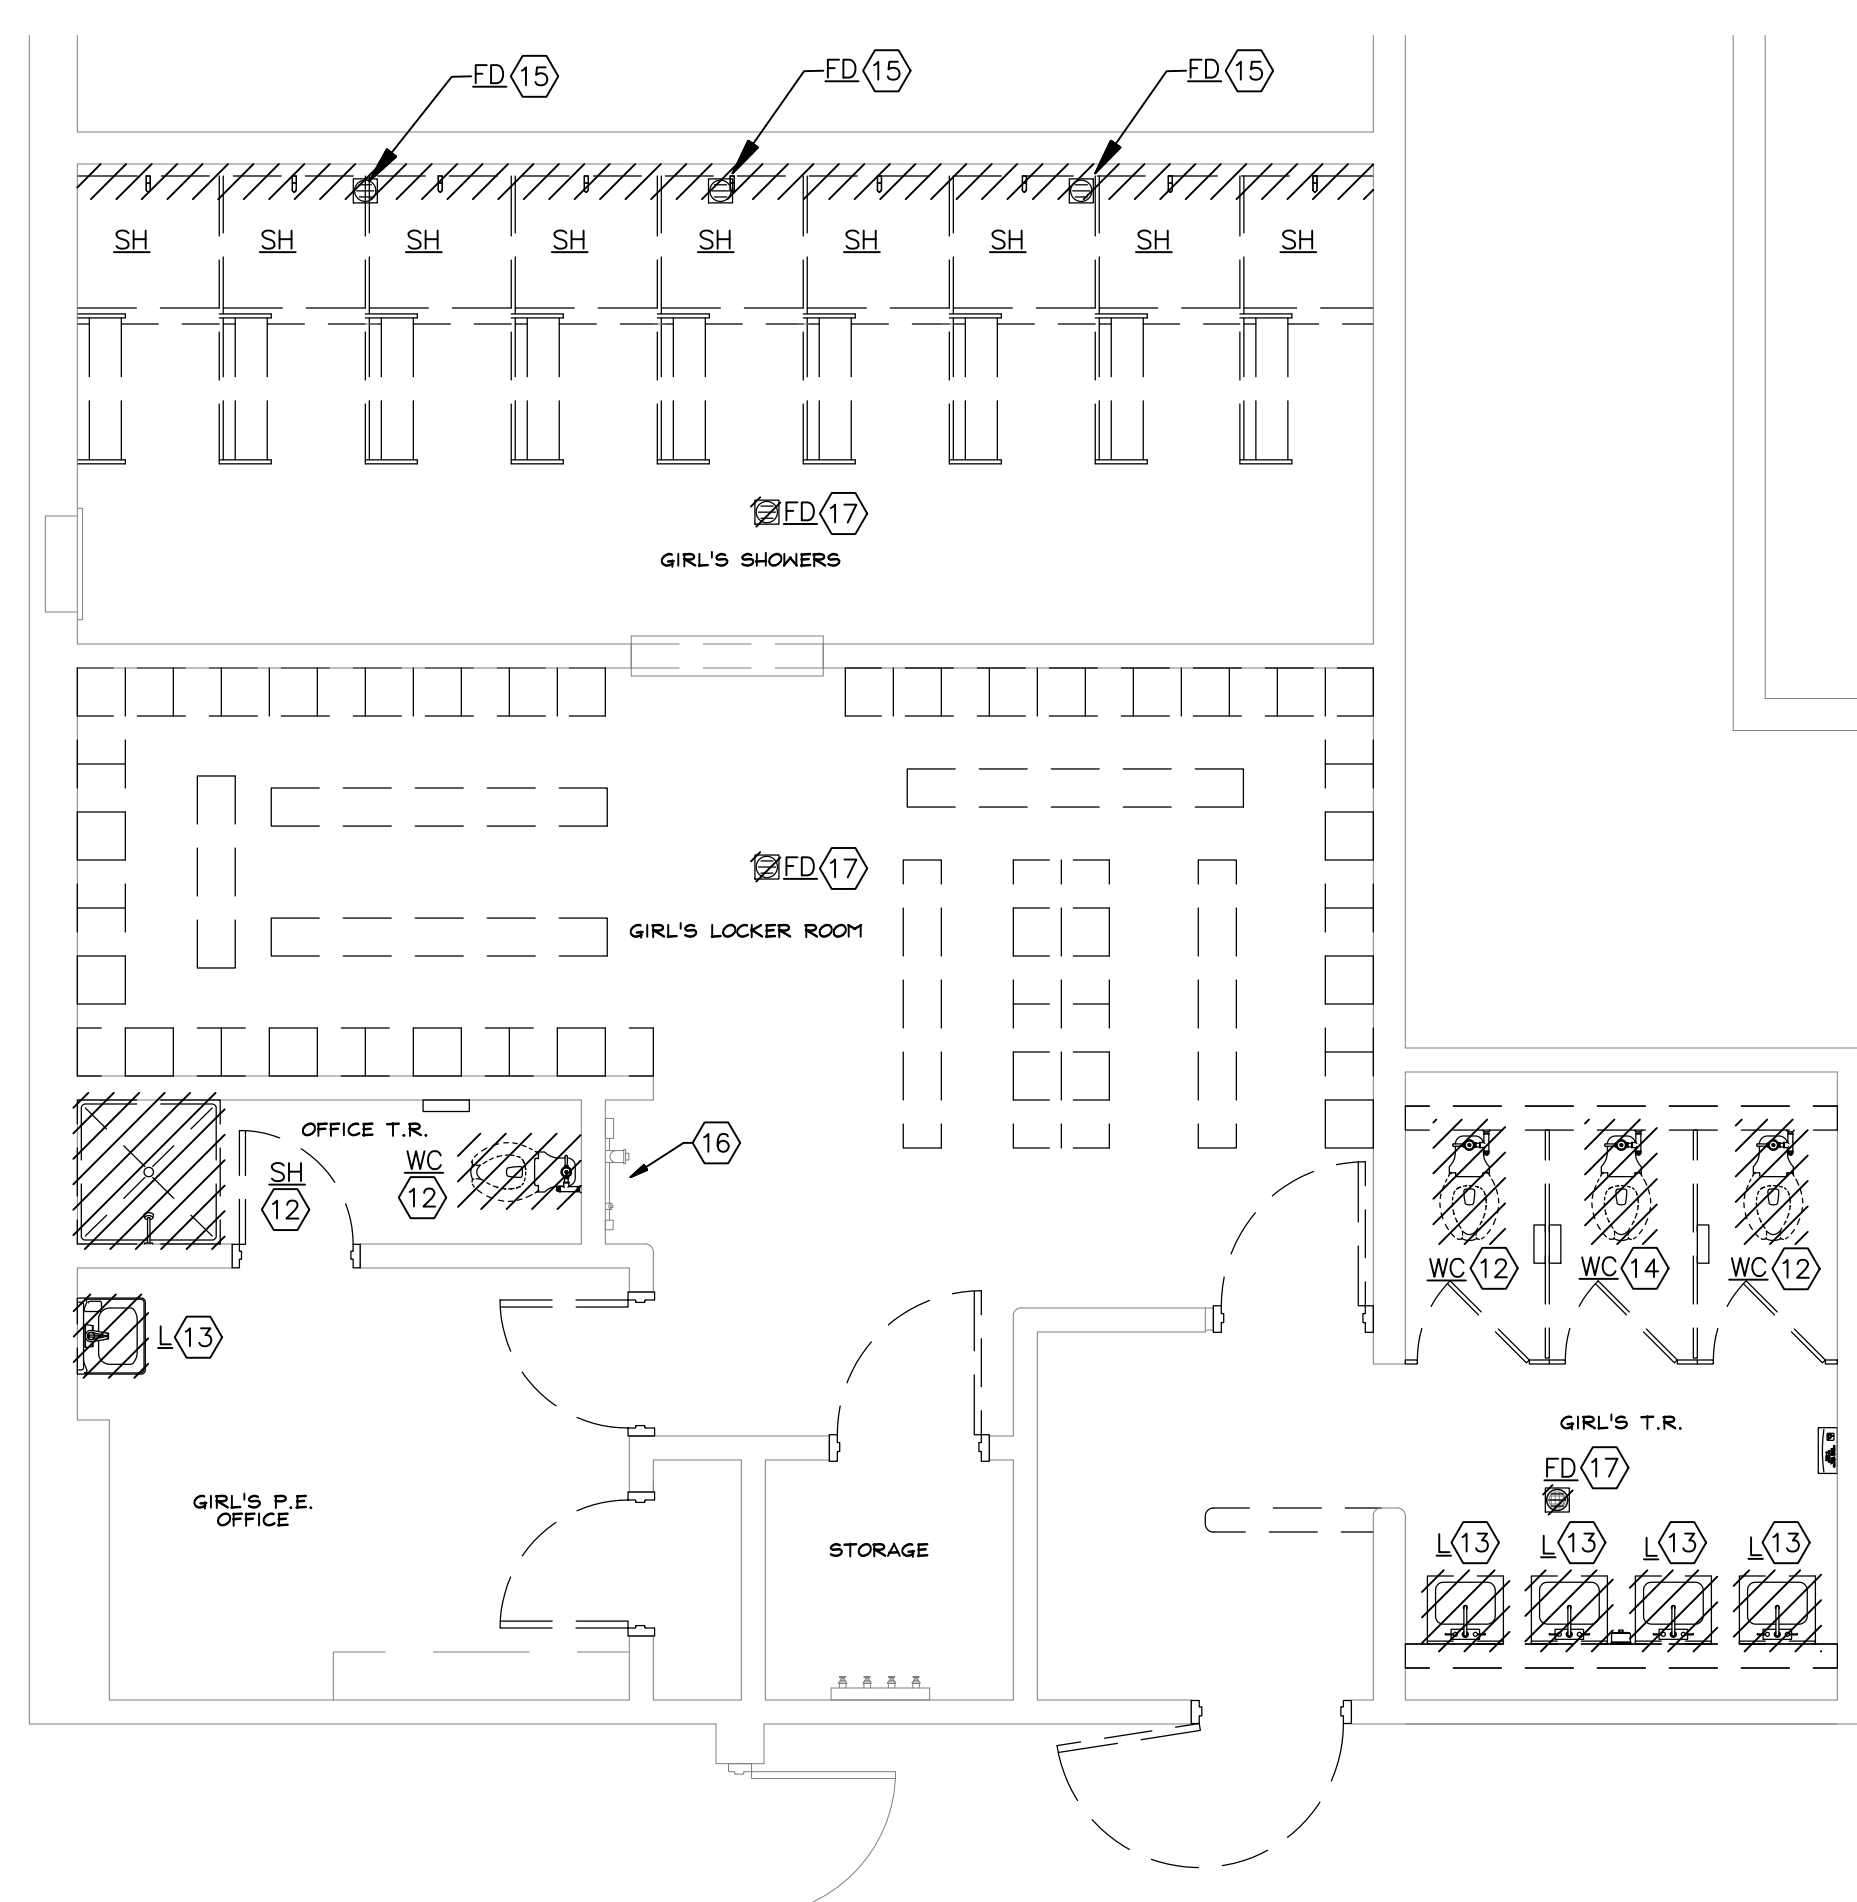 FD 15
FD 15
FD 15
SH SH SH SH SH SH SH SH SH
FD 17
GIRL'S SHOWERS
FD 17
GIRL'S LOCKER ROOM
OFFICE T.R.
16
WC
12
SH
12
WC 12
WC 14
WC 12
L 13
GIRL'S T.R.
FD 17
GIRL'S P.E.
OFFICE
STORAGE
L 13
L 13
L 13
L 13